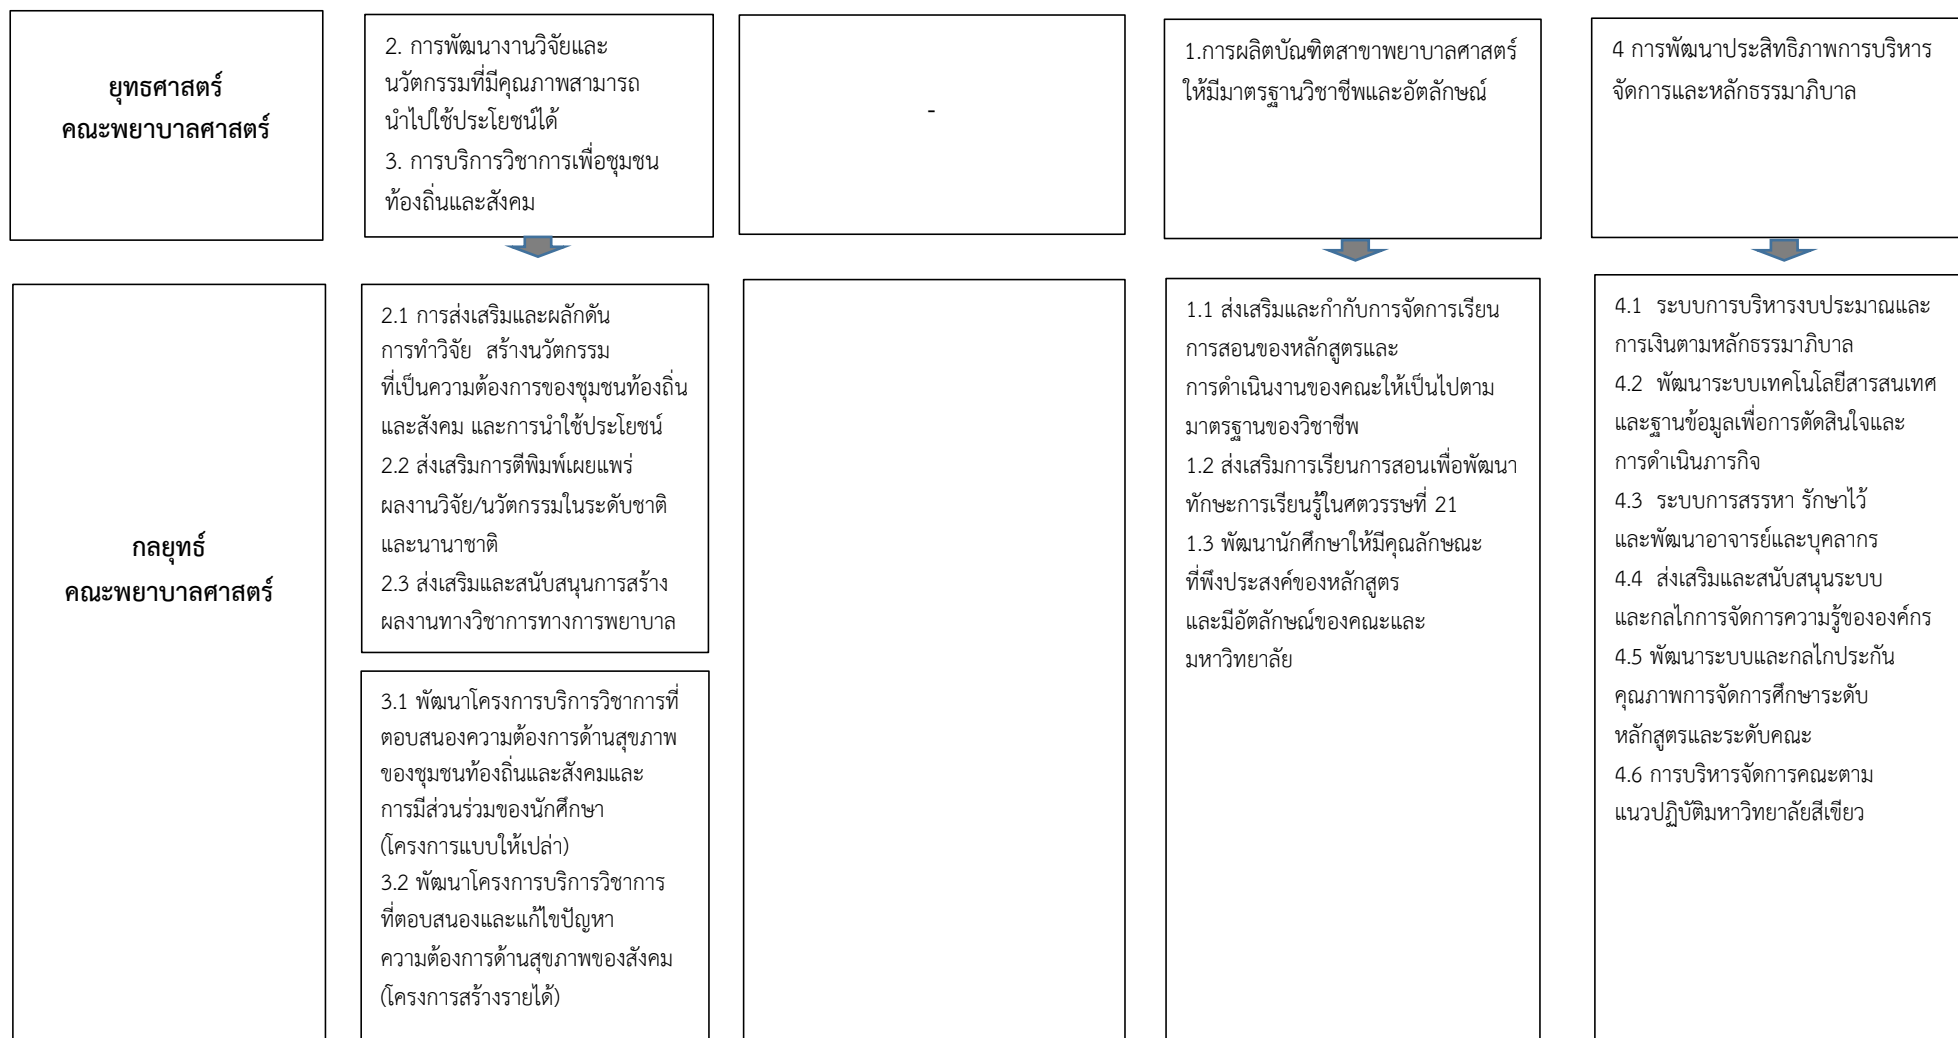 ยุทธศาสตร์
คณะพยาบาลศาสตร์
2. การพัฒนางานวิจัยและ
นวัตกรรมที่มีคุณภาพสามารถ
นำไปใช้ประโยชน์ได้
3. การบริการวิชาการเพื่อชุมชน
ท้องถิ่นและสังคม
-
1.การผลิตบัณฑิตสาขาพยาบาลศาสตร์
ให้มีมาตรฐานวิชาชีพและอัตลักษณ์
4 การพัฒนาประสิทธิภาพการบริหาร
จัดการและหลักธรรมาภิบาล
กลยุทธ์
คณะพยาบาลศาสตร์
2.1 การส่งเสริมและผลักดัน
การทำวิจัย สร้างนวัตกรรม
ที่เป็นความต้องการของชุมชนท้องถิ่น
และสังคม และการนำใช้ประโยชน์
2.2 ส่งเสริมการตีพิมพ์เผยแพร่
ผลงานวิจัย/นวัตกรรมในระดับชาติ
และนานาชาติ
2.3 ส่งเสริมและสนับสนุนการสร้าง
ผลงานทางวิชาการทางการพยาบาล
3.1 พัฒนาโครงการบริการวิชาการที่
ตอบสนองความต้องการด้านสุขภาพ
ของชุมชนท้องถิ่นและสังคมและ
การมีส่วนร่วมของนักศึกษา
(โครงการแบบให้เปล่า)
3.2 พัฒนาโครงการบริการวิชาการ
ที่ตอบสนองและแก้ไขปัญหา
ความต้องการด้านสุขภาพของสังคม
(โครงการสร้างรายได้)
1.1 ส่งเสริมและกำกับการจัดการเรียน
การสอนของหลักสูตรและ
การดำเนินงานของคณะให้เป็นไปตาม
มาตรฐานของวิชาชีพ
1.2 ส่งเสริมการเรียนการสอนเพื่อพัฒนา
ทักษะการเรียนรู้ในศตวรรษที่ 21
1.3 พัฒนานักศึกษาให้มีคุณลักษณะ
ที่พึงประสงค์ของหลักสูตร
และมีอัตลักษณ์ของคณะและ
มหาวิทยาลัย
4.1 ระบบการบริหารงบประมาณและ
การเงินตามหลักธรรมาภิบาล
4.2 พัฒนาระบบเทคโนโลยีสารสนเทศ
และฐานข้อมูลเพื่อการตัดสินใจและ
การดำเนินภารกิจ
4.3 ระบบการสรรหา รักษาไว้
และพัฒนาอาจารย์และบุคลากร
4.4 ส่งเสริมและสนับสนุนระบบ
และกลไกการจัดการความรู้ขององค์กร
4.5 พัฒนาระบบและกลไกประกัน
คุณภาพการจัดการศึกษาระดับ
หลักสูตรและระดับคณะ
4.6 การบริหารจัดการคณะตาม
แนวปฏิบัติมหาวิทยาลัยสีเขียว